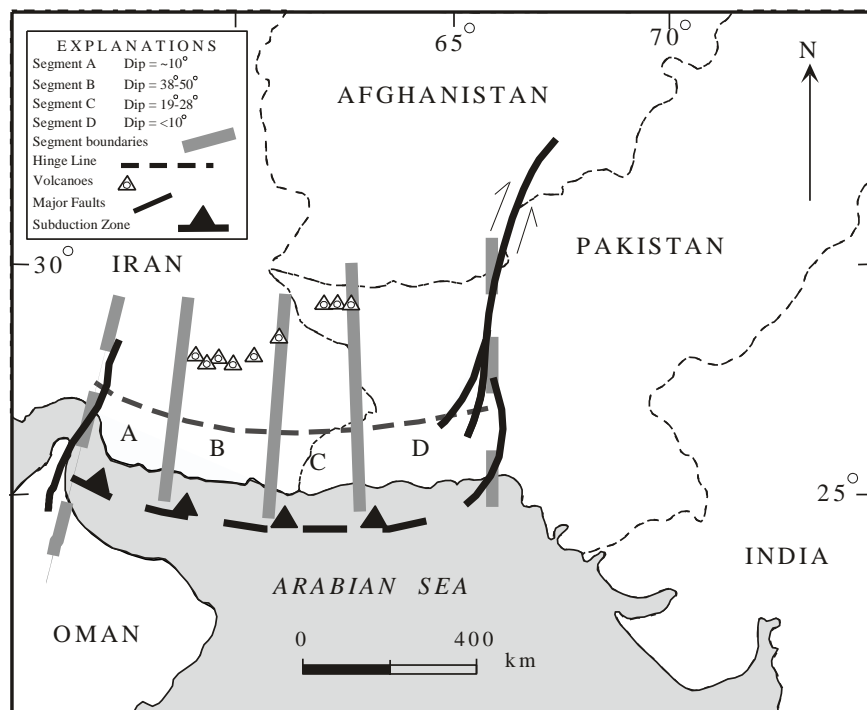 65°
70°
EXPLANATIONS
Segment A Dip = ~10°
Segment B Dip = 38°-50°
Segment C Dip = 19°-28°
Segment D Dip = <10°
Segment boundaries
Hinge Line
Volcanoes
Major Faults
Subduction Zone
N
AFGHANISTAN
PAKISTAN
30°
IRAN
A
B
C
D
25°
INDIA
ARABIAN SEA
OMAN
0 400
km